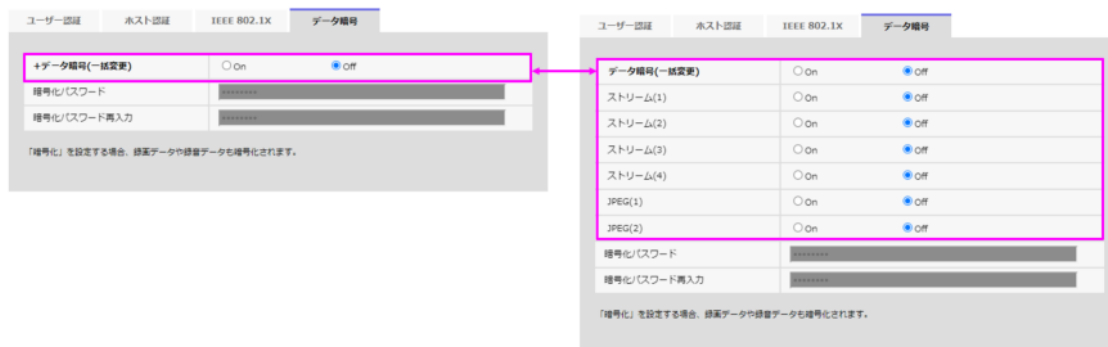 ユーザー認証 ホスト認証 IEEE 802.1X データ暗号
+データ暗号(一括変更) On Off
暗号化パスワード ••••••••
暗号化パスワード再入力 ••••••••
「暗号化」を設定する場合、録画データや録音データも暗号化されます。
ユーザー認証 ホスト認証 IEEE 802.1X データ暗号
データ暗号(一括変更) On Off
ストリーム(1) On Off
ストリーム(2) On Off
ストリーム(3) On Off
ストリーム(4) On Off
JPEG(1) On Off
JPEG(2) On Off
暗号化パスワード ••••••••
暗号化パスワード再入力 ••••••••
「暗号化」を設定する場合、録画データや録音データも暗号化されます。